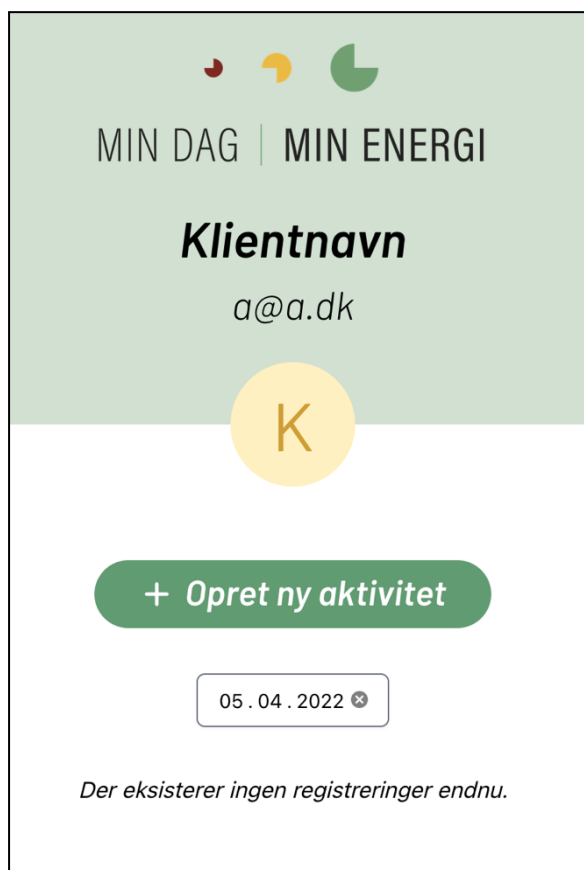 MIN DAG | MIN ENERGI
Klientnavn
a@a.dk
K
+ Opret ny aktivitet
05.04.2022
Der eksisterer ingen registreringer endnu.